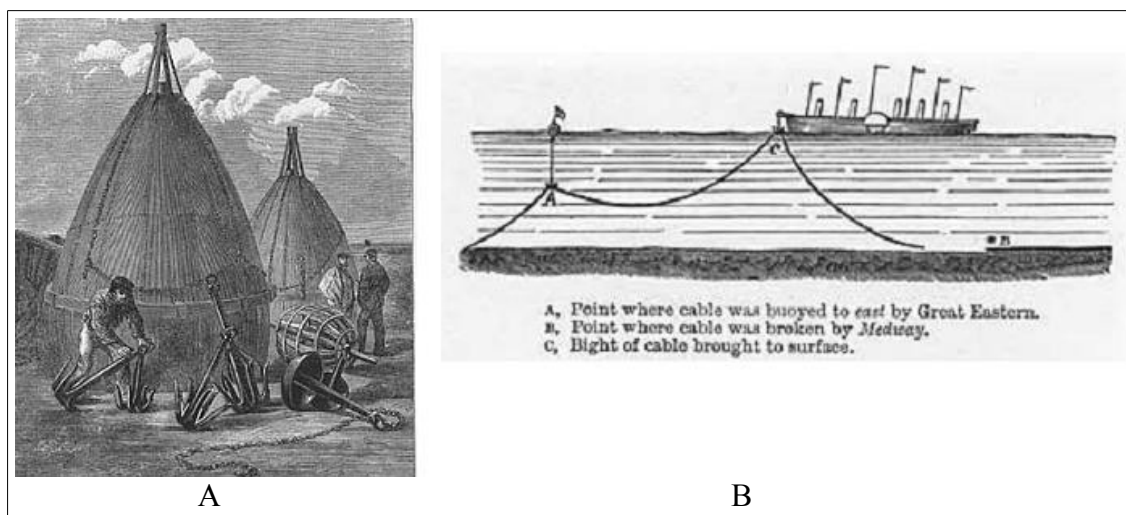 A
C
B
A, Point where cable was buoyed to east by Great Eastern.
B, Point where cable was broken by Medway.
C, Bight of cable brought to surface.
A
B